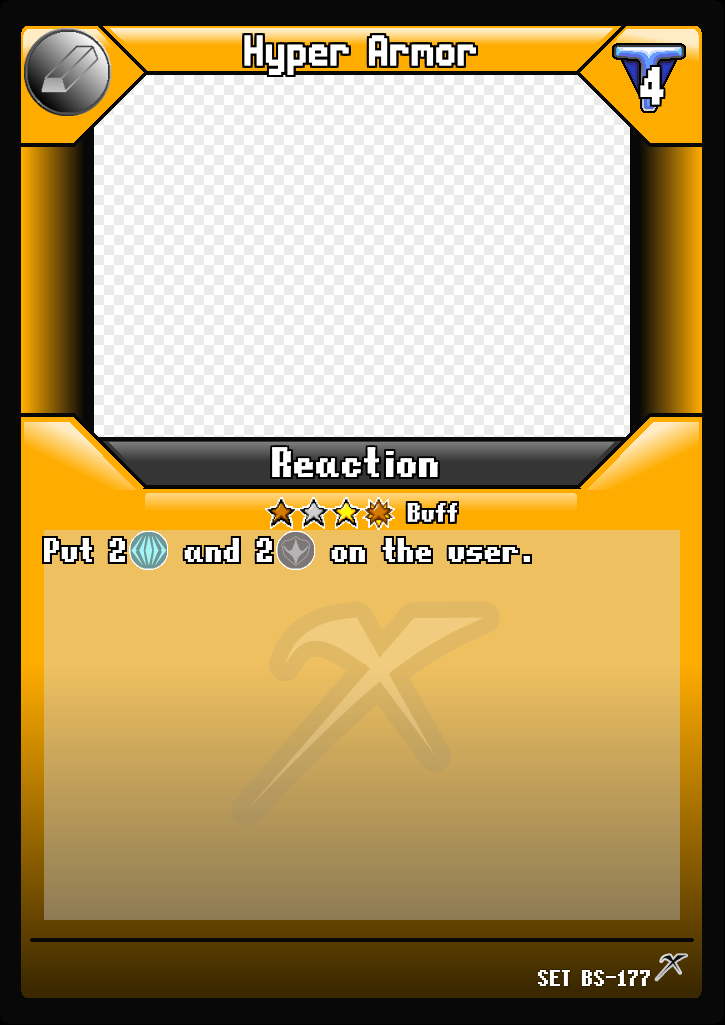 Hyper Armor
4
Reaction
Buff
Put 2 and 2 on the user.
SET BS-177